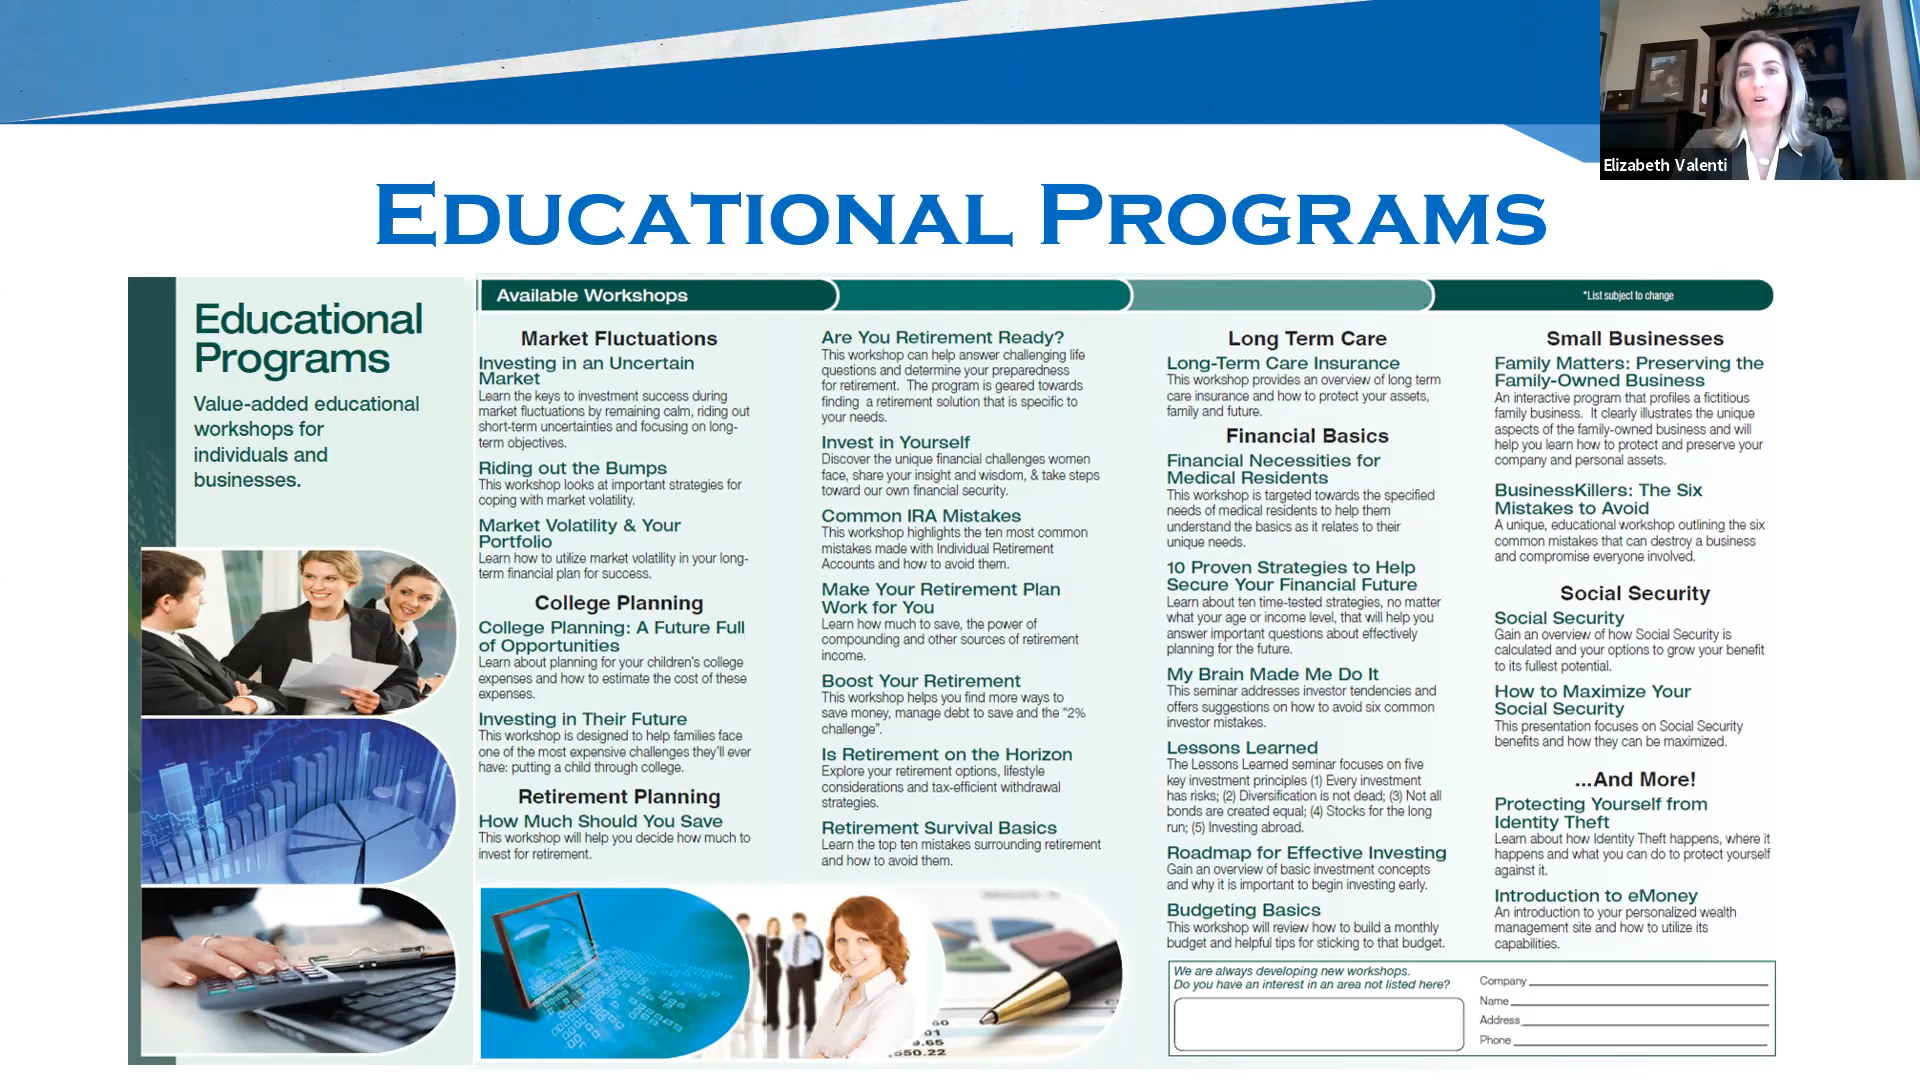 Elizabeth Valenti
EDUCATIONAL PROGRAMS
Educational
Programs
Value-added educational
workshops for
individuals and
businesses.
Available Workshops
*List subject to change
Market Fluctuations
Investing in an Uncertain
Market
Learn the keys to investment success during
market fluctuations by remaining calm, riding out
short-term uncertainties and focusing on long-
term objectives.
Riding out the Bumps
This workshop looks at important strategies for
coping with market volatility.
Market Volatility & Your
Portfolio
Learn how to utilize market volatility in your long-
term financial plan for success.
College Planning
College Planning: A Future Full
of Opportunities
Learn about planning for your children's college
expenses and how to estimate the cost of these
expenses.
Investing in Their Future
This workshop is designed to help families face
one of the most expensive challenges they'll ever
have: putting a child through college.
Retirement Planning
How Much Should You Save
This workshop will help you decide how much to
invest for retirement.
Are You Retirement Ready?
This workshop can help answer challenging life
questions and determine your preparedness
for retirement. The program is geared towards
finding a retirement solution that is specific to
your needs.
Invest in Yourself
Discover the unique financial challenges women
face, share your insight and wisdom, & take steps
toward our own financial security.
Common IRA Mistakes
This workshop highlights the ten most common
mistakes made with Individual Retirement
Accounts and how to avoid them.
Make Your Retirement Plan
Work for You
Learn how much to save, the power of
compounding and other sources of retirement
income.
Boost Your Retirement
This workshop helps you find more ways to
save money, manage debt to save and the "2%
challenge".
Is Retirement on the Horizon
Explore your retirement options, lifestyle
considerations and tax-efficient withdrawal
strategies.
Retirement Survival Basics
Learn the top ten mistakes surrounding retirement
and how to avoid them.
Long Term Care
Long-Term Care Insurance
This workshop provides an overview of long term
care insurance and how to protect your assets,
family and future.
Financial Basics
Financial Necessities for
Medical Residents
This workshop is targeted towards the specified
needs of medical residents to help them
understand the basics as it relates to their
unique needs.
10 Proven Strategies to Help
Secure Your Financial Future
Learn about ten time-tested strategies, no matter
what your age or income level, that will help you
answer important questions about effectively
planning for the future.
My Brain Made Me Do It
This seminar addresses investor tendencies and
offers suggestions on how to avoid six common
investor mistakes.
Lessons Learned
The Lessons Learned seminar focuses on five
key investment principles (1) Every investment
has risks; (2) Diversification is not dead; (3) Not all
bonds are created equal; (4) Stocks for the long
run; (5) Investing abroad.
Roadmap for Effective Investing
Gain an overview of basic investment concepts
and why it is important to begin investing early.
Budgeting Basics
This workshop will review how to build a monthly
budget and helpful tips for sticking to that budget.
Small Businesses
Family Matters: Preserving the
Family-Owned Business
An interactive program that profiles a fictitious
family business. It clearly illustrates the unique
aspects of the family-owned business and will
help you learn how to protect and preserve your
company and personal assets.
BusinessKillers: The Six
Mistakes to Avoid
A unique, educational workshop outlining the six
common mistakes that can destroy a business
and compromise everyone involved.
Social Security
Social Security
Gain an overview of how Social Security is
calculated and your options to grow your benefit
to its fullest potential.
How to Maximize Your
Social Security
This presentation focuses on Social Security
benefits and how they can be maximized.
...And More!
Protecting Yourself from
Identity Theft
Learn about how Identity Theft happens, where it
happens and what you can do to protect yourself
against it.
Introduction to eMoney
An introduction to your personalized wealth
management site and how to utilize its
capabilities.
We are always developing new workshops.
Do you have an interest in an area not listed here?
Company
Name
Address
Phone